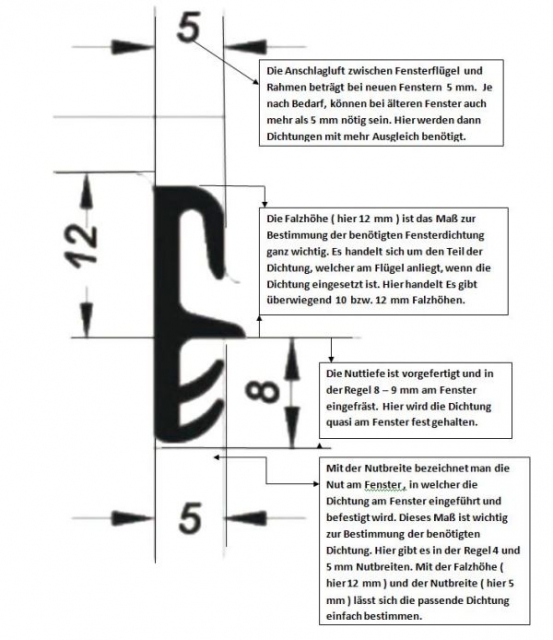 5
Die Anschlagluft zwischen Fensterflügel und
Rahmen beträgt bei neuen Fenstern 5 mm. Je
nach Bedarf, können bei älteren Fenster auch
mehr als 5 mm nötig sein. Hier werden dann
Dichtungen mit mehr Ausgleich benötigt.
12
Die Falzhöhe ( hier 12 mm ) ist das Maß zur
Bestimmung der benötigten Fensterdichtung
ganz wichtig. Es handelt sich um den Teil der
Dichtung, welcher am Flügel anliegt, wenn die
Dichtung eingesetzt ist. Hier handelt Es gibt
überwiegend 10 bzw. 12 mm Falzhöhen.
8
Die Nuttiefe ist vorgefertigt und in
der Regel 8 – 9 mm am Fenster
eingefräst. Hier wird die Dichtung
quasi am Fenster festgehalten.
5
Mit der Nutbreite bezeichnet man die
Nut am Fenster, in welcher die
Dichtung am Fenster eingeführt und
befestigt wird. Dieses Maß ist wichtig
zur Bestimmung der benötigten
Dichtung. Hier gibt es in der Regel 4 und
5 mm Nutbreiten. Mit der Falzhöhe (
hier 12 mm ) und der Nutbreite ( hier 5
mm ) lässt sich die passende Dichtung
einfach bestimmen.